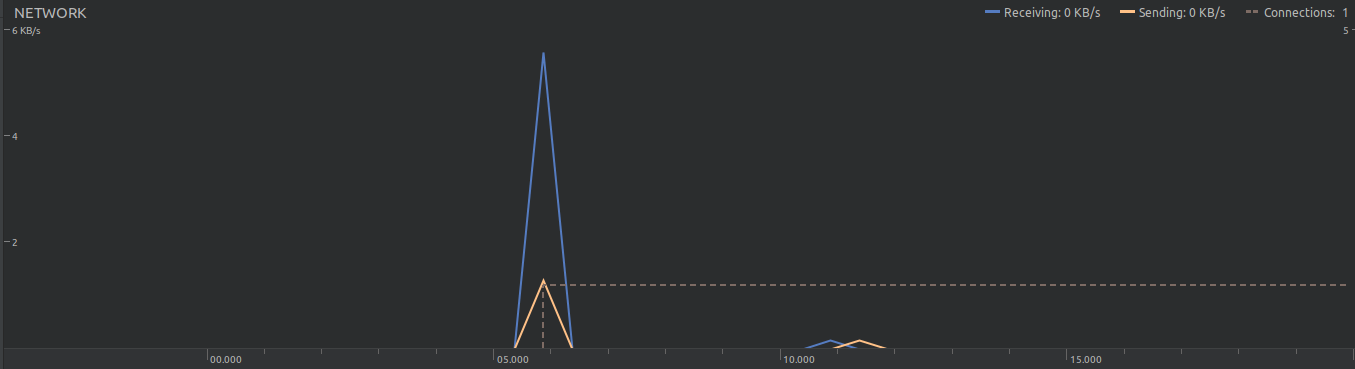 NETWORK
Receiving: 0 KB/s Sending: 0 KB/s Connections: 1
6 KB/s 5
4
2
00.000 05.000 10.000 15.000